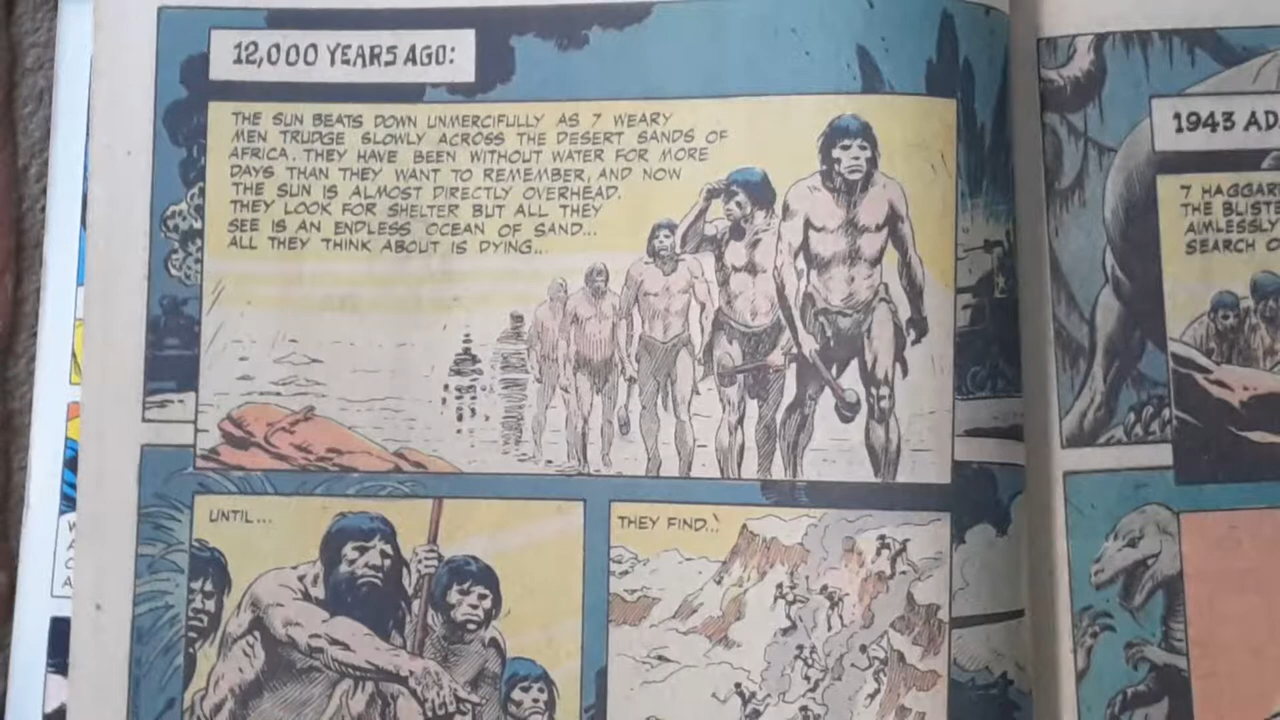 12,000 YEARS AGO:
THE SUN BEATS DOWN UNMERCIFULLY AS 7 WEARY
MEN TRUDGE SLOWLY ACROSS THE DESERT SANDS OF
AFRICA. THEY HAVE BEEN WITHOUT WATER FOR MORE
DAYS THAN THEY WANT TO REMEMBER, AND NOW
THE SUN IS ALMOST DIRECTLY OVERHEAD.
THEY LOOK FOR SHELTER BUT ALL THEY
SEE IS AN ENDLESS OCEAN OF SAND...
ALL THEY THINK ABOUT IS DYING...
UNTIL...
THEY FIND...
1943 AD.
7 HAGGAR
THE BLISTE
AIMLESSLY
SEARCH O